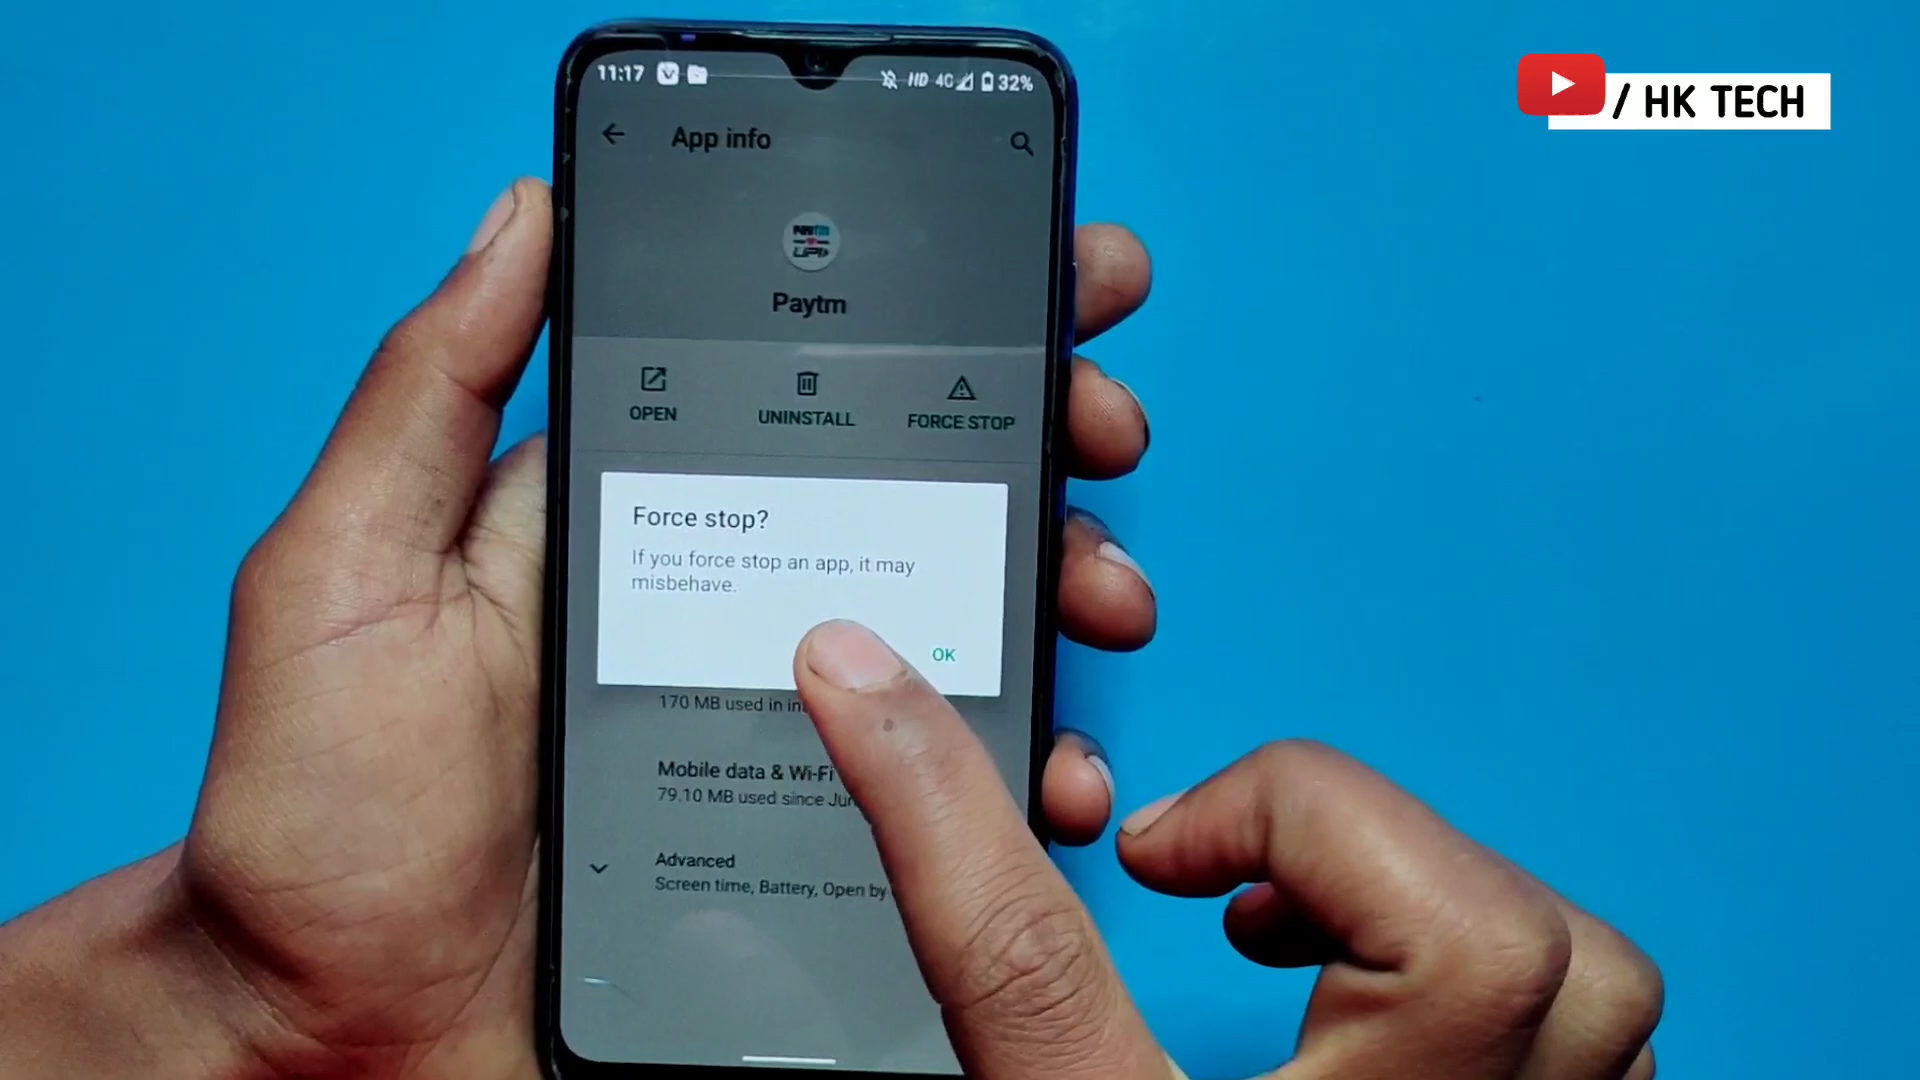 / HK TECH
11:17
HD 4G 32%
App info
PAYTM
UPI
Paytm
OPEN
UNINSTALL
FORCE STOP
Force stop?
If you force stop an app, it may
misbehave.
OK
170 MB used in
Mobile data & Wi-Fi
79.10 MB used since
Advanced
Screen time, Battery, Open by